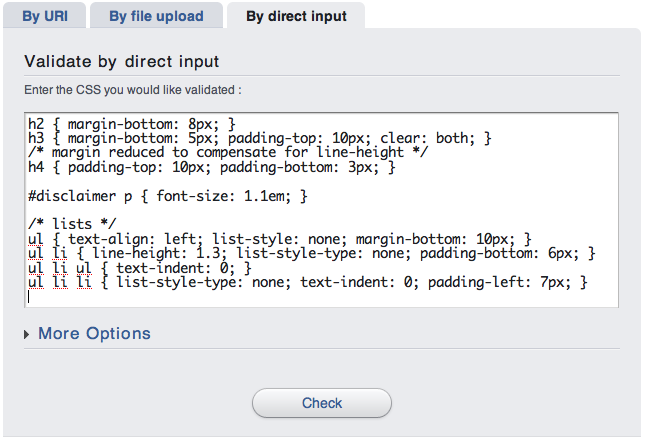 By URI By file upload By direct input
Validate by direct input
Enter the CSS you would like validated :
h2 { margin-bottom: 8px; }
h3 { margin-bottom: 5px; padding-top: 10px; clear: both; }
/* margin reduced to compensate for line-height */
h4 { padding-top: 10px; padding-bottom: 3px; }
#disclaimer p { font-size: 1.1em; }
/* lists */
ul { text-align: left; list-style: none; margin-bottom: 10px; }
ul li { line-height: 1.3; list-style-type: none; padding-bottom: 6px; }
ul li ul { text-indent: 0; }
ul li li { list-style-type: none; text-indent: 0; padding-left: 7px; }
More Options
Check